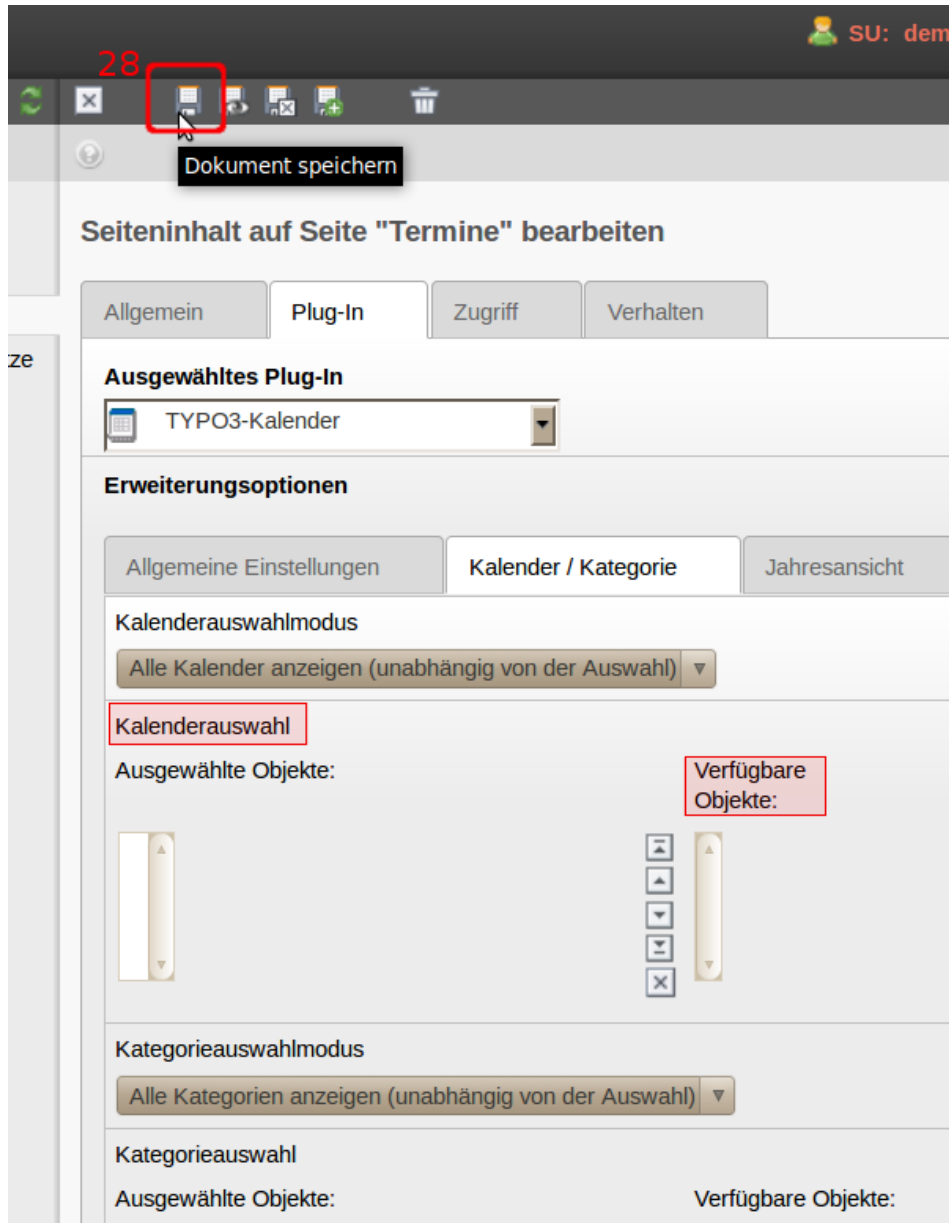 SU: dem
28
Dokument speichern
Seiteninhalt auf Seite "Termine" bearbeiten
Allgemein Plug-In Zugriff Verhalten
tze
Ausgewähltes Plug-In
TYPO3-Kalender
Erweiterungsoptionen
Allgemeine Einstellungen Kalender / Kategorie Jahresansicht
Kalenderauswahlmodus
Alle Kalender anzeigen (unabhängig von der Auswahl)
Kalenderauswahl
Ausgewählte Objekte: Verfügbare
Objekte:
Kategorieauswahlmodus
Alle Kategorien anzeigen (unabhängig von der Auswahl)
Kategorieauswahl
Ausgewählte Objekte: Verfügbare Objekte: